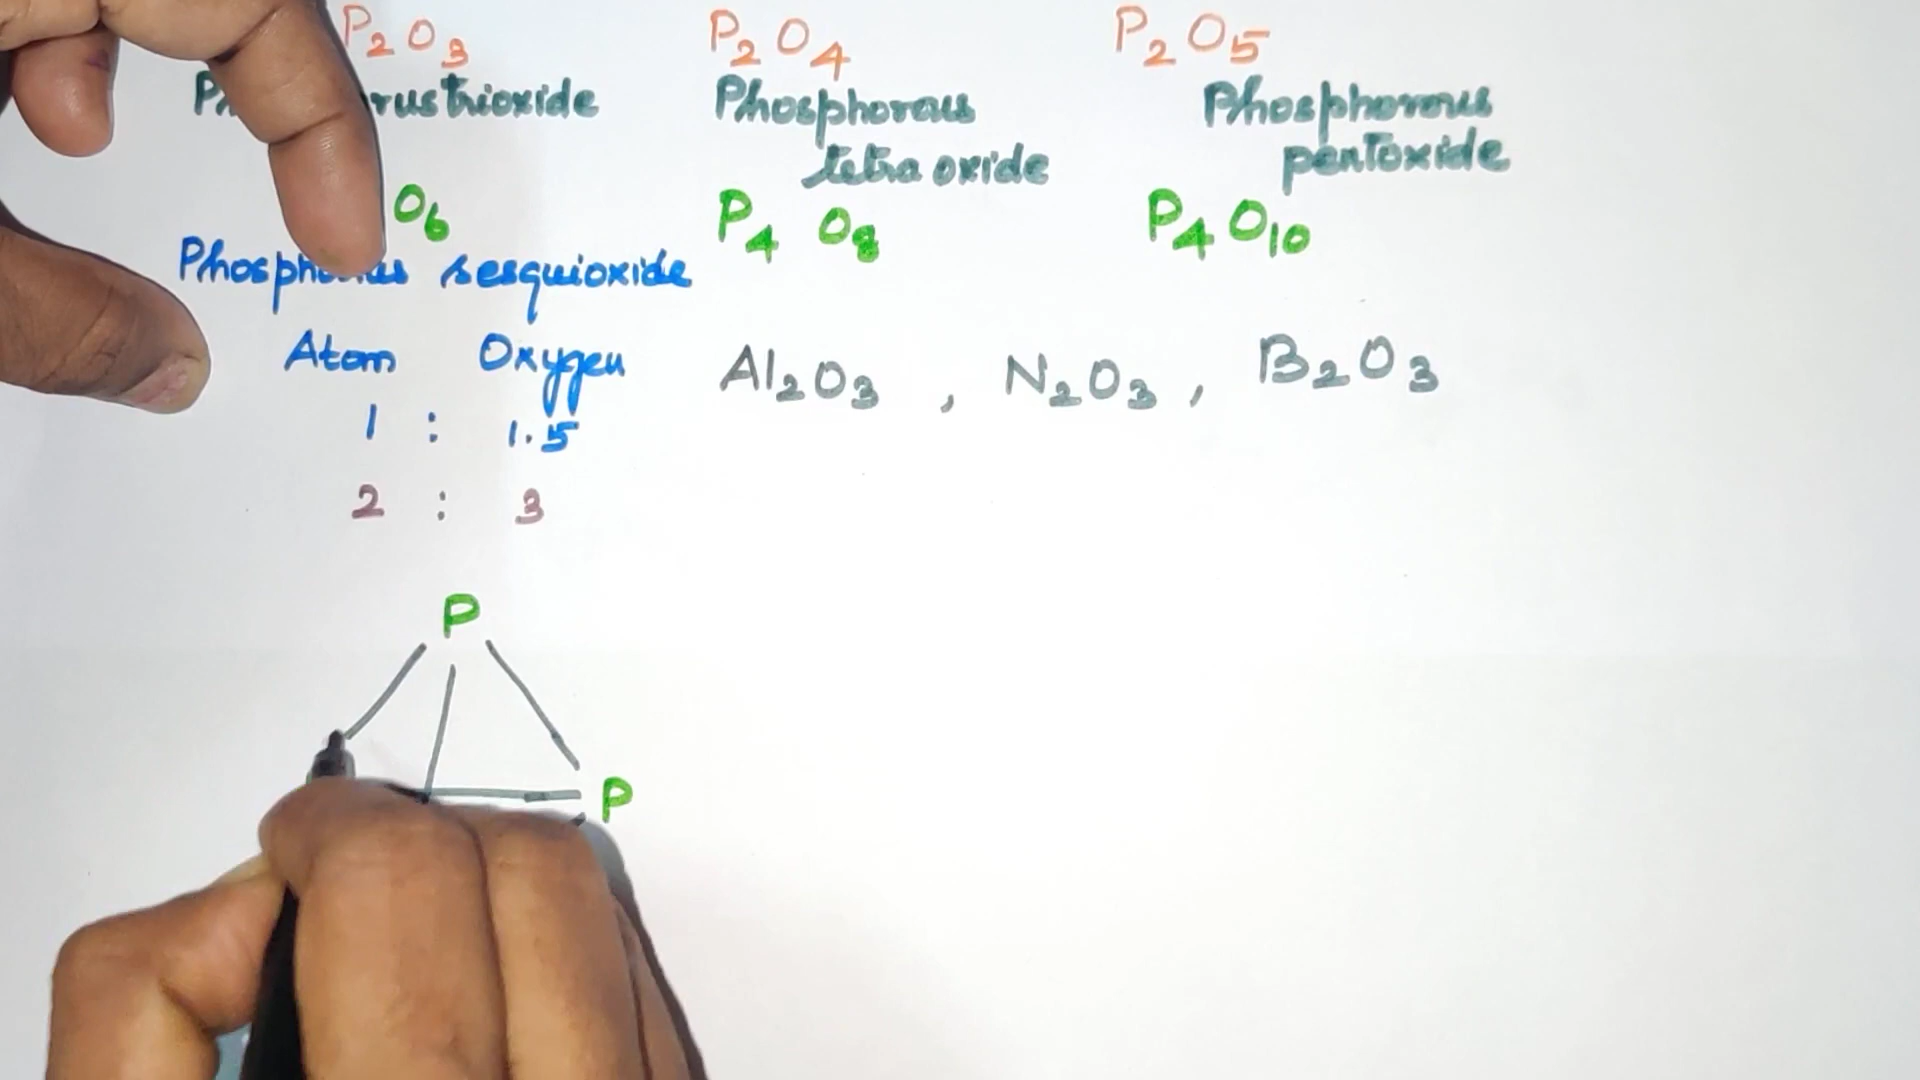 P2O3 P2O4 P2O5
trioxide Phosphorous Phosphorous
tetra oxide pentoxide
O6 P4 O8 P4O10
sesquioxide
Atom Oxygen Al2O3 , N2O3 , B2O3
1 : 1.5
2 : 3
P
P